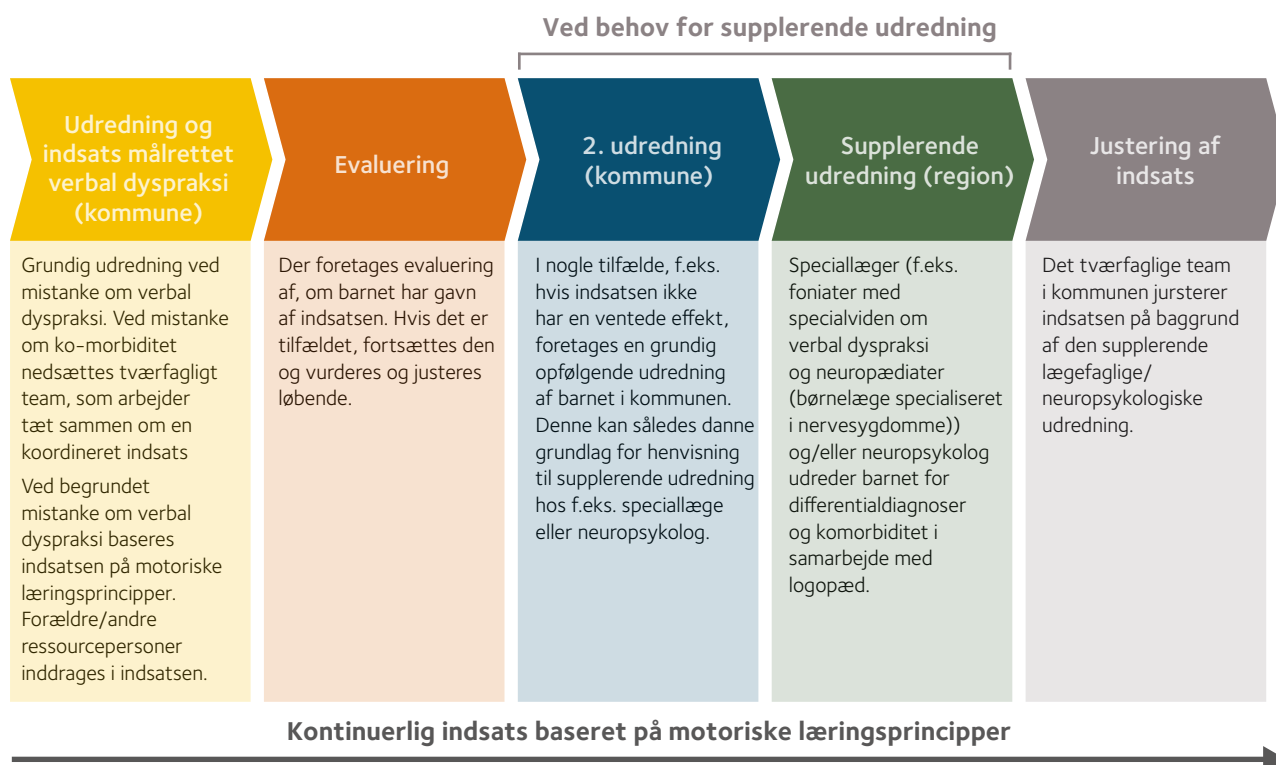 Ved behov for supplerende udredning
Udredning og
indsats målrettet
verbal dyspraksi
(kommune)
Evaluering
2. udredning
(kommune)
Supplerende
udredning (region)
Justering af
indsats
Grundig udredning ved
mistanke om verbal
dyspraksi. Ved mistanke
om ko-morbiditet
nedsættes tværfagligt
team, som arbejder
tæt sammen om en
koordineret indsats
Ved begrundet
mistanke om verbal
dyspraksi baseres
indsatsen på motoriske
læringsprincipper.
Forældre/andre
ressourcepersoner
inddrages i indsatsen.
Der foretages evaluering
af, om barnet har gavn
af indsatsen. Hvis det er
tilfældet, fortsættes den
og vurderes og justeres
løbende.
I nogle tilfælde, f.eks.
hvis indsatsen ikke
har en ventede effekt,
foretages en grundig
opfølgende udredning
af barnet i kommunen.
Denne kan således danne
grundlag for henvisning
til supplerende udredning
hos f.eks. speciallæge
eller neuropsykolog.
Speciallæger (f.eks.
foniater med
specialviden om
verbal dyspraksi
og neuropædiater
(børnelæge specialiseret
i nervesygdomme))
og/eller neuropsykolog
udreder barnet for
differentialdiagnoser
og komorbiditet i
samarbejde med
logopæd.
Det tværfaglige team
i kommunen jursterer
indsatsen på baggrund
af den supplerende
lægefaglige/
neuropsykologiske
udredning.
Kontinuerlig indsats baseret på motoriske læringsprincipper